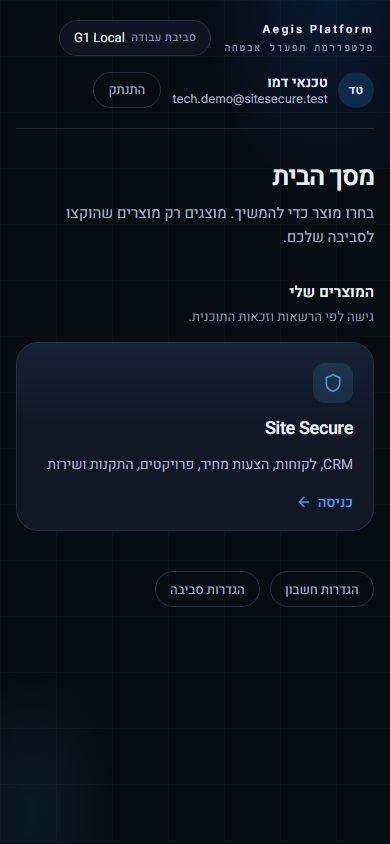 Aegis Platform
פלטפורמת תפעול אבטחה
סביבת עבודה G1 Local
טד
טכנאי דמו
tech.demo@sitesecure.test
התנתק
מסך הבית
בחרו מוצר כדי להמשיך. מוצגים רק מוצרים שהוקצו
לסביבה שלכם.
המוצרים שלי
גישה לפי הרשאות וזכאות התוכנית.
Site Secure
CRM, לקוחות, הצעות מחיר, פרויקטים, התקנות ושירות
כניסה ←
הגדרות חשבון
הגדרות סביבה